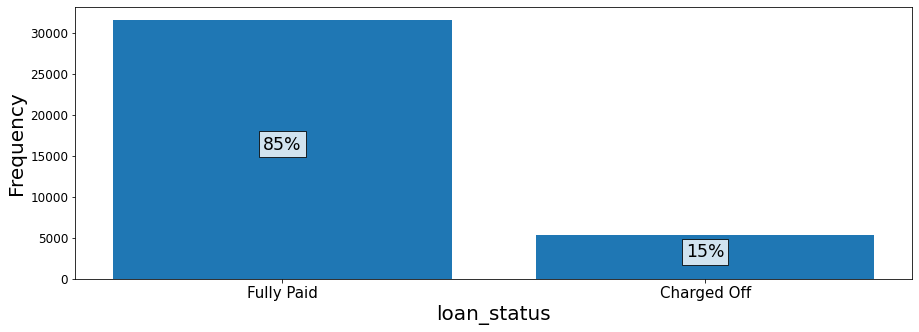 Frequency
30000
25000
20000
15000
10000
5000
0
85%
15%
Fully Paid
Charged Off
loan_status